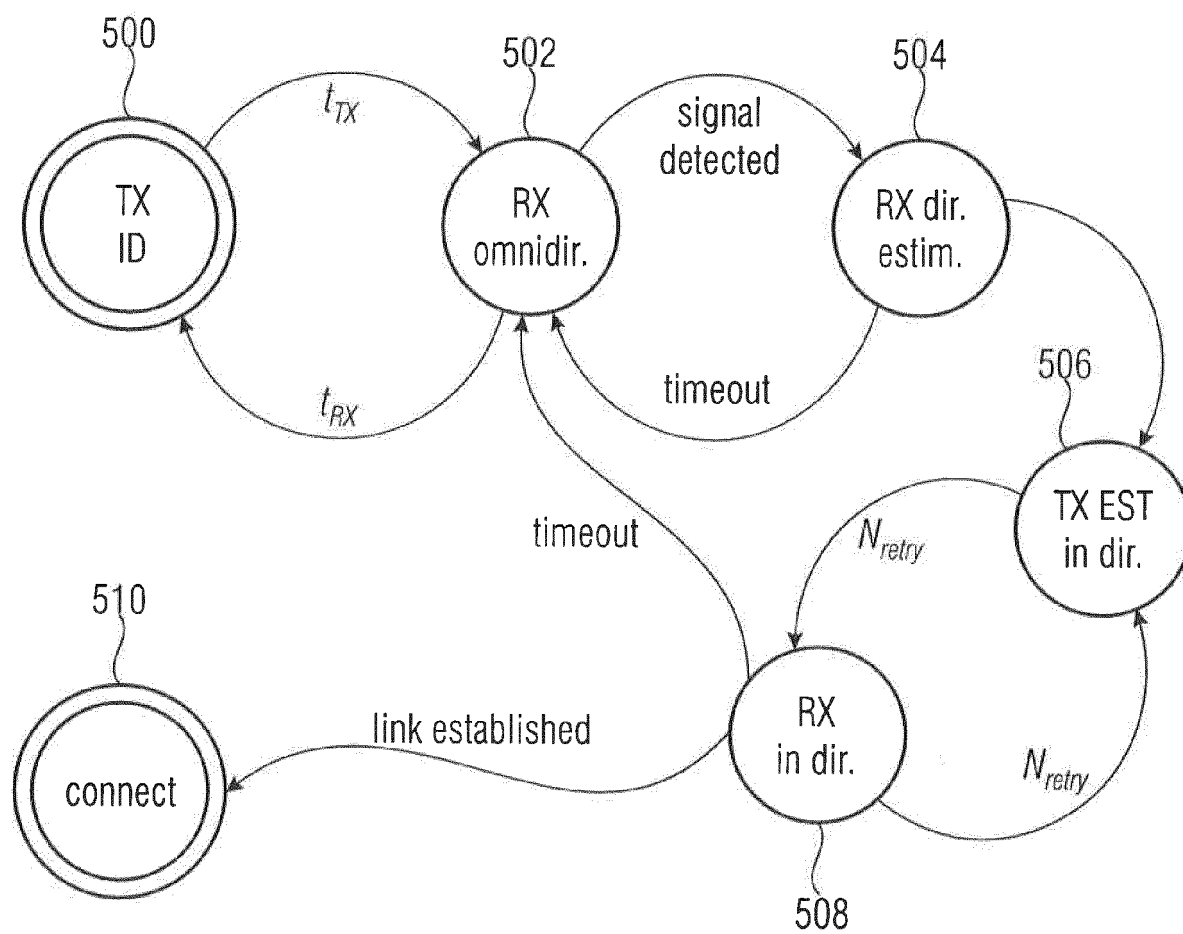 500
502
504
t_TX
signal
detected
TX
ID
RX
omnidir.
RX dir.
estim.
t_RX
timeout
506
timeout
N_retry
TX EST
in dir.
510
link established
RX
in dir.
N_retry
connect
508